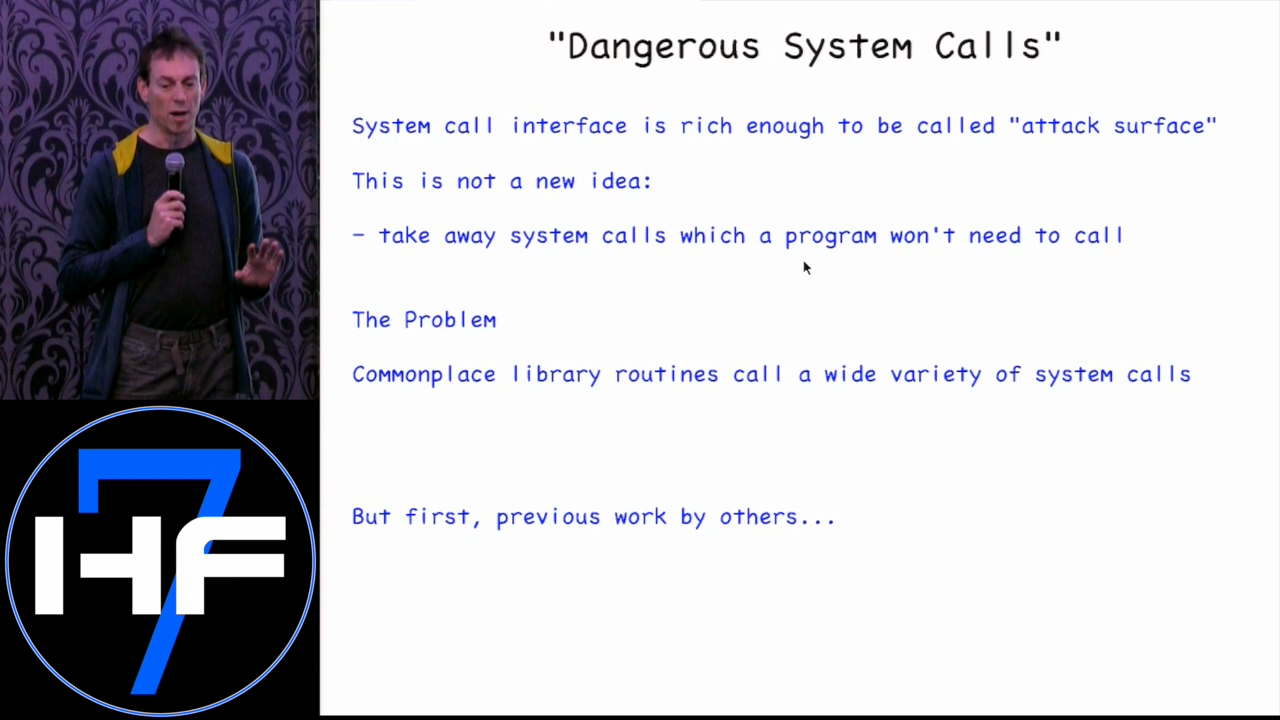 "Dangerous System Calls"
System call interface is rich enough to be called "attack surface"
This is not a new idea:
- take away system calls which a program won't need to call
The Problem
Commonplace library routines call a wide variety of system calls
But first, previous work by others...
7
HF